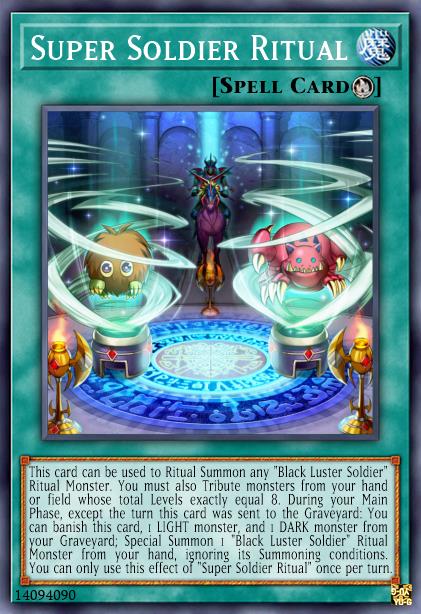 SUPER SOLDIER RITUAL
魔
[SPELL CARD]
This card can be used to Ritual Summon any "Black Luster Soldier"
Ritual Monster. You must also Tribute monsters from your hand
or field whose total Levels exactly equal 8. During your Main
Phase, except the turn this card was sent to the Graveyard: You
can banish this card, 1 LIGHT monster, and 1 DARK monster from
your Graveyard; Special Summon 1 "Black Luster Soldier" Ritual
Monster from your hand, ignoring its Summoning conditions.
You can only use this effect of "Super Soldier Ritual" once per turn.
14094090